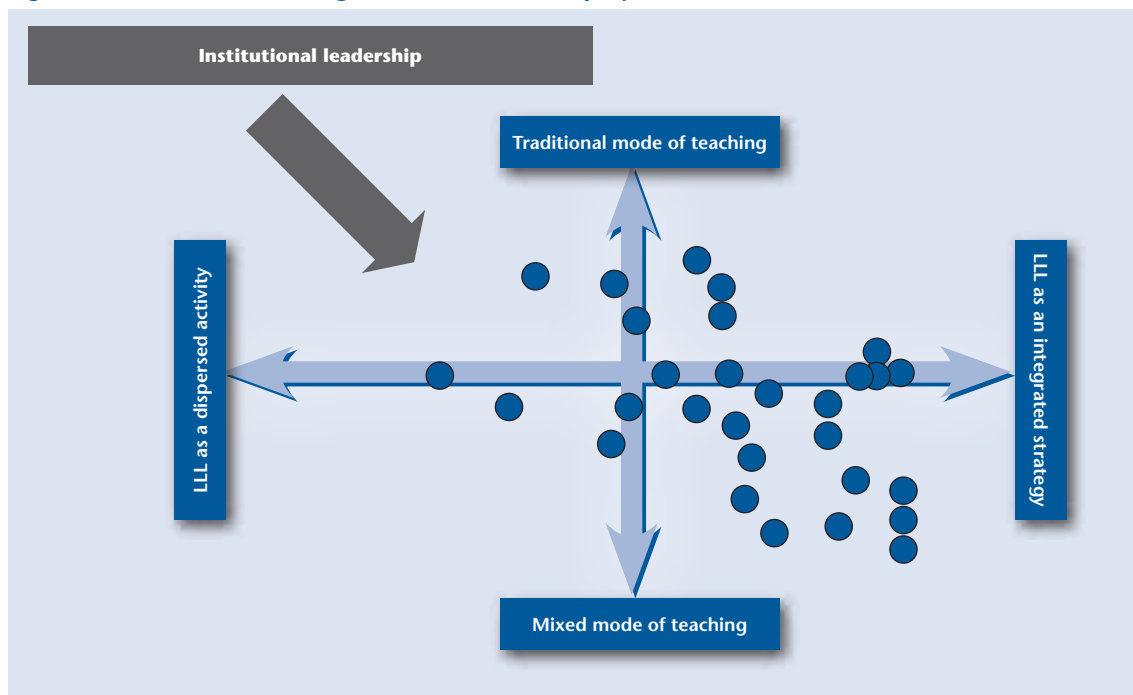 Institutional leadership
Traditional mode of teaching
LLL as a dispersed activity
LLL as an integrated strategy
Mixed mode of teaching